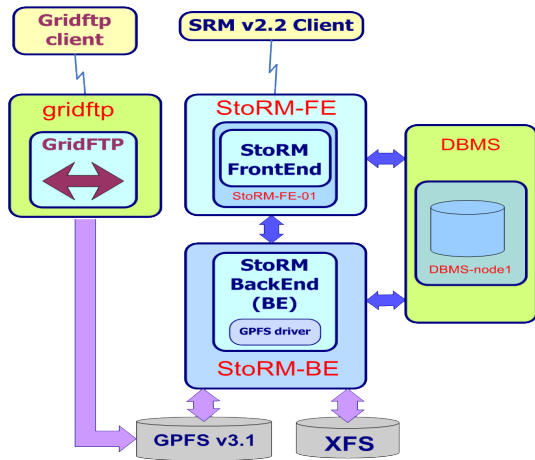 Gridftp
client
SRM v2.2 Client
gridftp
GridFTP
StoRM-FE
StoRM
FrontEnd
StoRM-FE-01
DBMS
DBMS-node1
StoRM
BackEnd
(BE)
GPFS driver
StoRM-BE
GPFS v3.1
XFS